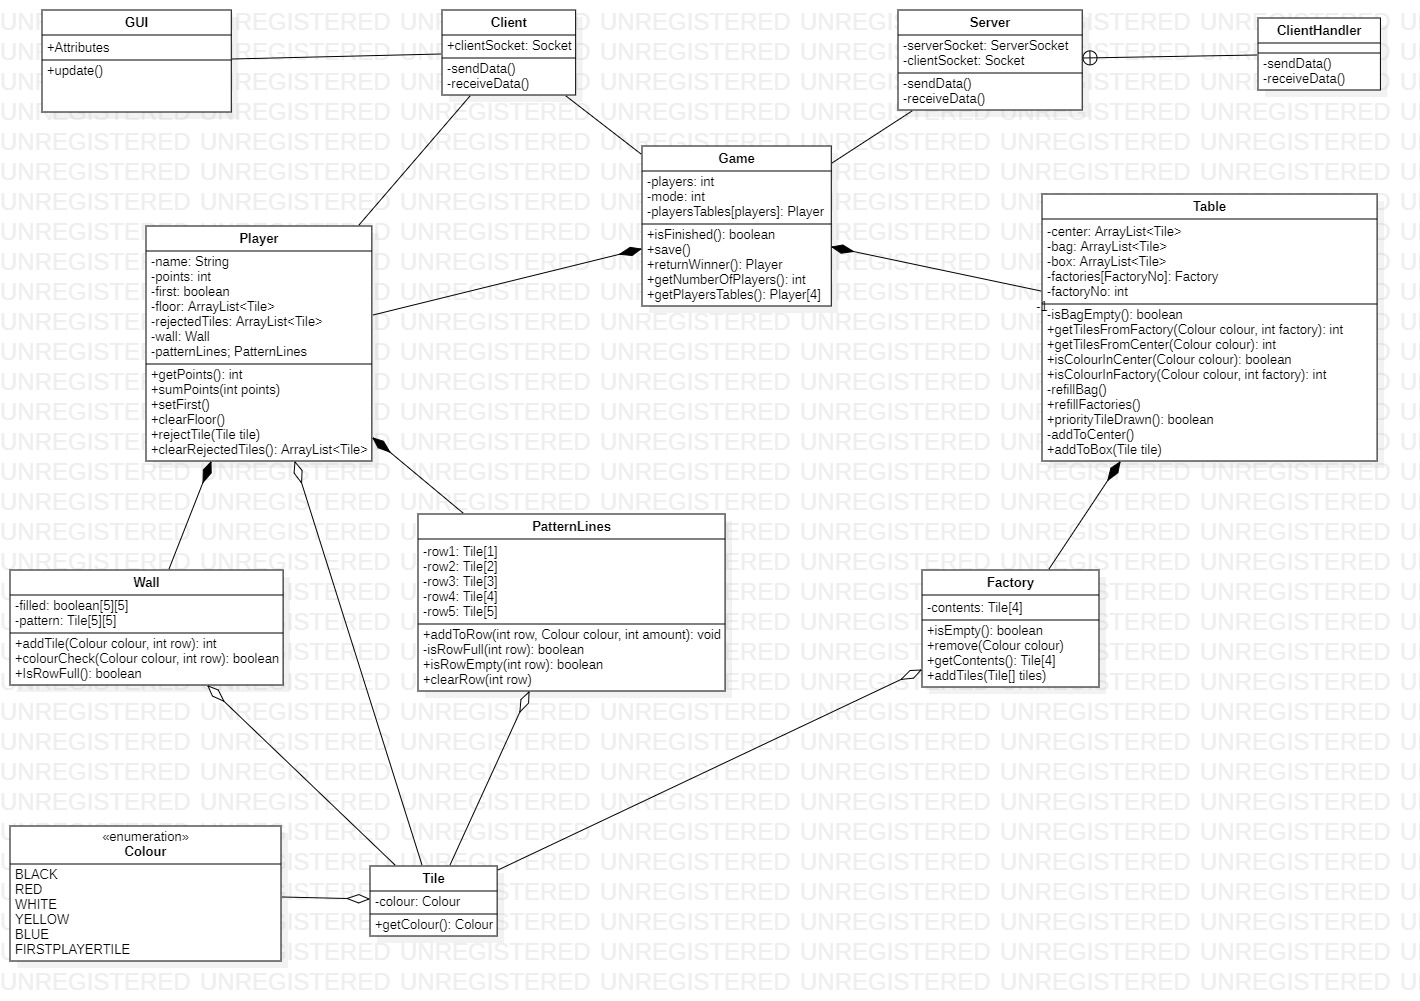 GUI
+Attributes
+update()
Client
+clientSocket: Socket
-sendData()
-receiveData()
Server
-serverSocket: ServerSocket
-clientSocket: Socket
-sendData()
-receiveData()
ClientHandler
-sendData()
-receiveData()
Game
-players: int
-mode: int
-playersTables[players]: Player
+isFinished(): boolean
+save()
+returnWinner(): Player
+getNumberOfPlayers(): int
+getPlayersTables(): Player[4]
Table
-center: ArrayList<Tile>
-bag: ArrayList<Tile>
-box: ArrayList<Tile>
-factories[FactoryNo]: Factory
-factoryNo: int
-1
-isBagEmpty(): boolean
+getTilesFromFactory(Colour colour, int factory): int
+getTilesFromCenter(Colour colour): int
+isColourInCenter(Colour colour): boolean
+isColourInFactory(Colour colour, int factory): int
-refillBag()
+refillFactories()
+priorityTileDrawn(): boolean
-addToCenter()
+addToBox(Tile tile)
Player
-name: String
-points: int
-first: boolean
-floor: ArrayList<Tile>
-rejectedTiles: ArrayList<Tile>
-wall: Wall
-patternLines; PatternLines
+getPoints(): int
+sumPoints(int points)
+setFirst()
+clearFloor()
+rejectTile(Tile tile)
+clearRejectedTiles(): ArrayList<Tile>
PatternLines
-row1: Tile[1]
-row2: Tile[2]
-row3: Tile[3]
-row4: Tile[4]
-row5: Tile[5]
+addToRow(int row, Colour colour, int amount): void
-isRowFull(int row): boolean
+isRowEmpty(int row): boolean
+clearRow(int row)
Wall
-filled: boolean[5][5]
-pattern: Tile[5][5]
+addTile(Colour colour, int row): int
+colourCheck(Colour colour, int row): boolean
+IsRowFull(): boolean
Factory
-contents: Tile[4]
+isEmpty(): boolean
+remove(Colour colour)
+getContents(): Tile[4]
+addTiles(Tile[] tiles)
«enumeration»
Colour
BLACK
RED
WHITE
YELLOW
BLUE
FIRSTPLAYERTILE
Tile
-colour: Colour
+getColour(): Colour
UNREGISTERED